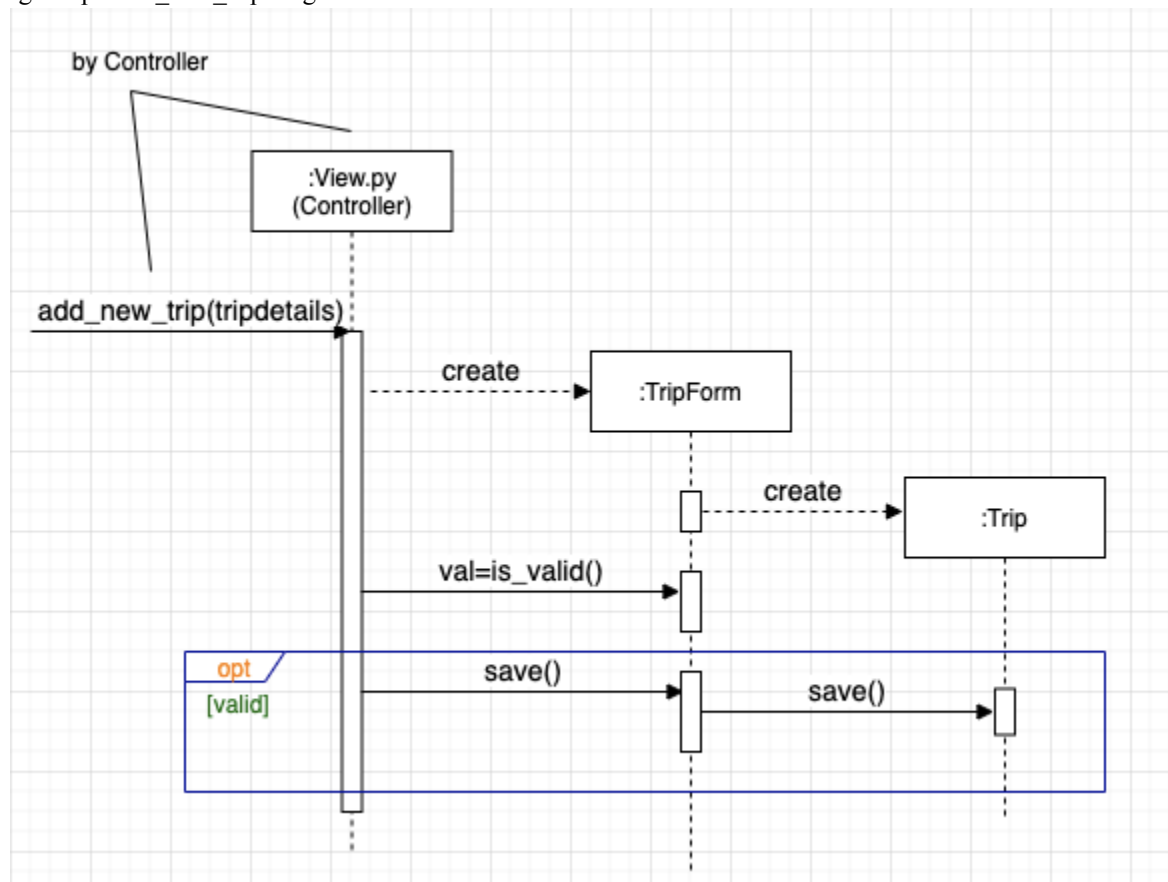 by Controller
:View.py
(Controller)
add_new_trip(tripdetails)
create
:TripForm
create
:Trip
val=is_valid()
opt
save()
[valid]
save()